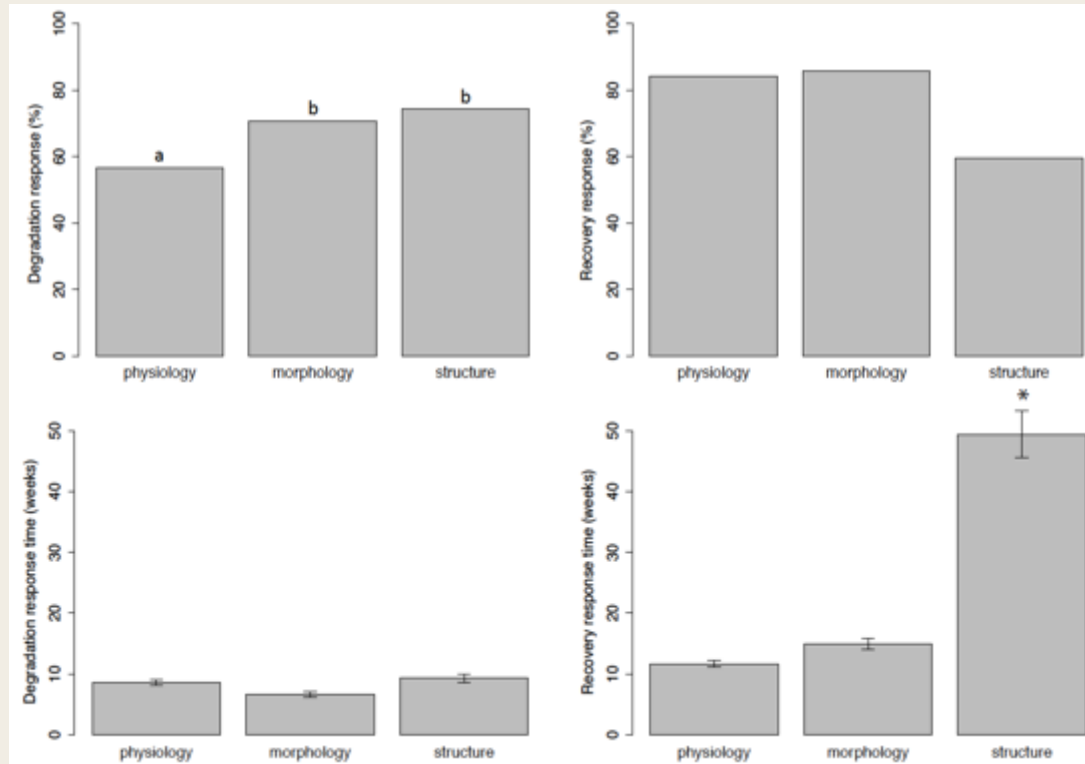 Degradation response (%)
100
80
60
40
20
0
a
b
b
physiology
morphology
structure
Recovery response (%)
100
80
60
40
20
0
physiology
morphology
structure
Degradation response time (weeks)
50
40
30
20
10
0
physiology
morphology
structure
Recovery response time (weeks)
50
40
30
20
10
0
*
physiology
morphology
structure